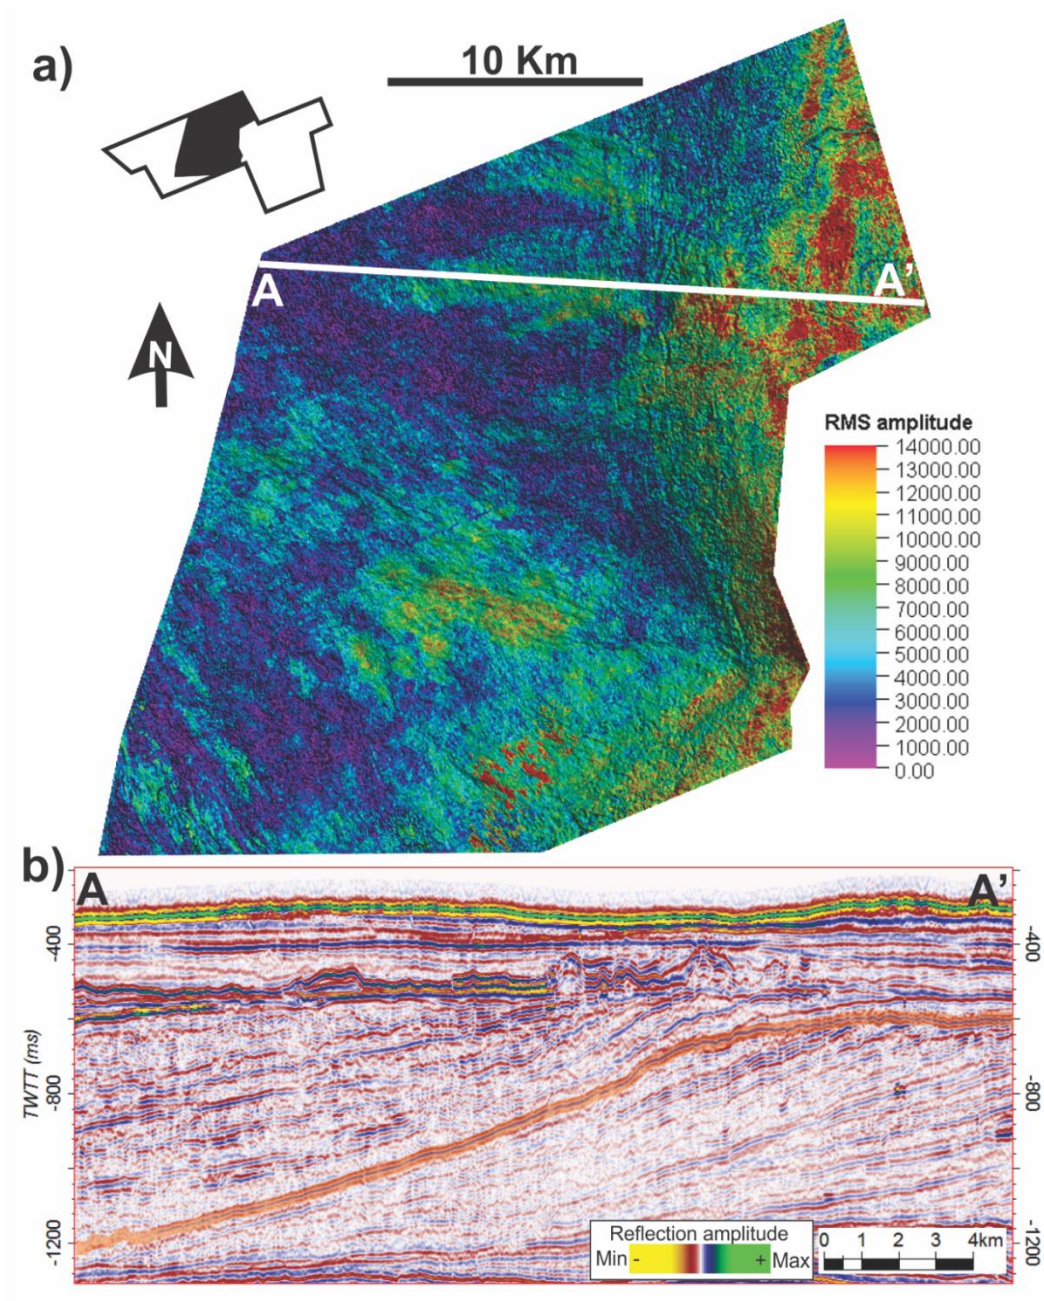 a)
10 Km
A
A'
N
RMS amplitude
14000.00
13000.00
12000.00
11000.00
10000.00
9000.00
8000.00
7000.00
6000.00
5000.00
4000.00
3000.00
2000.00
1000.00
0.00
b)
A
A'
-400
-400
TWTT (ms)
-800
-800
-1200
-1200
Reflection amplitude
Min - + Max
0 1 2 3 4km